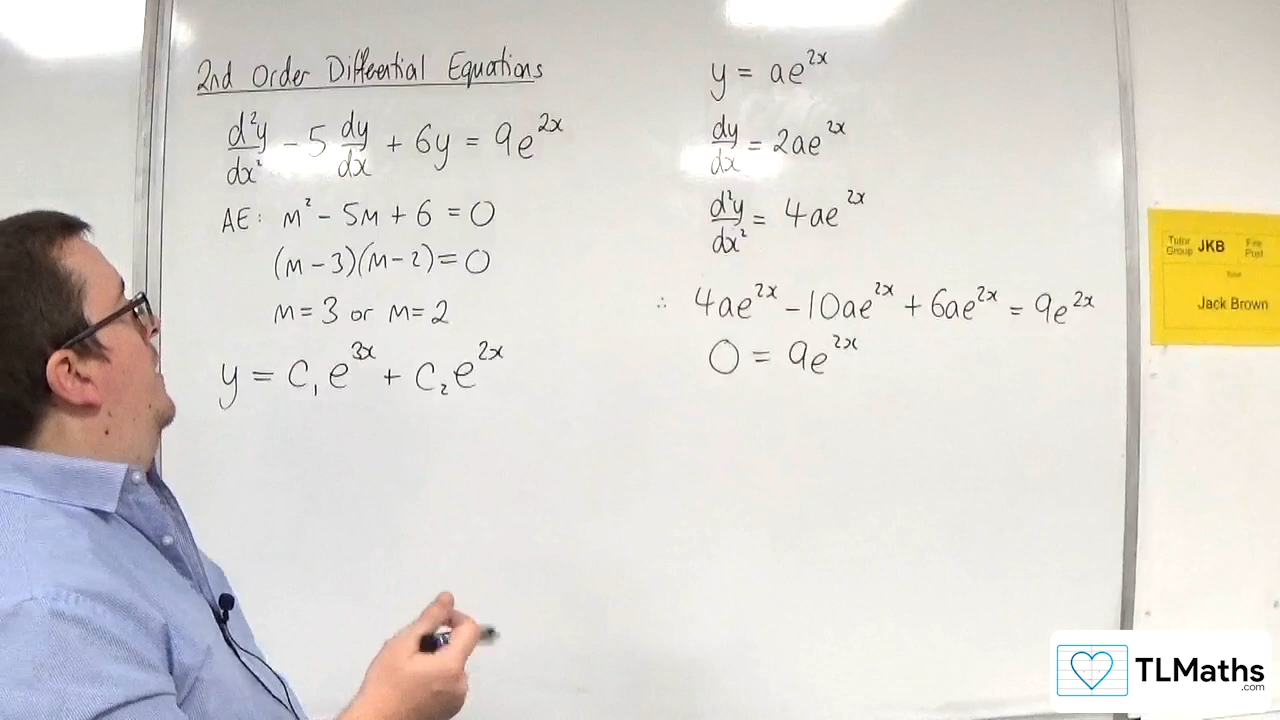 2nd Order Differential Equations
d²y/dx² - 5 dy/dx + 6y = 9e^2x
AE: m² - 5m + 6 = 0
(m - 3)(m - 2) = 0
m = 3 or m = 2
y = C₁e^3x + C₂e^2x
y = ae^2x
dy/dx = 2ae^2x
d²y/dx² = 4ae^2x
∴ 4ae^2x - 10ae^2x + 6ae^2x = 9e^2x
0 = 9e^2x
Tutor Group JKB
Jack Brown
TLMaths
.com